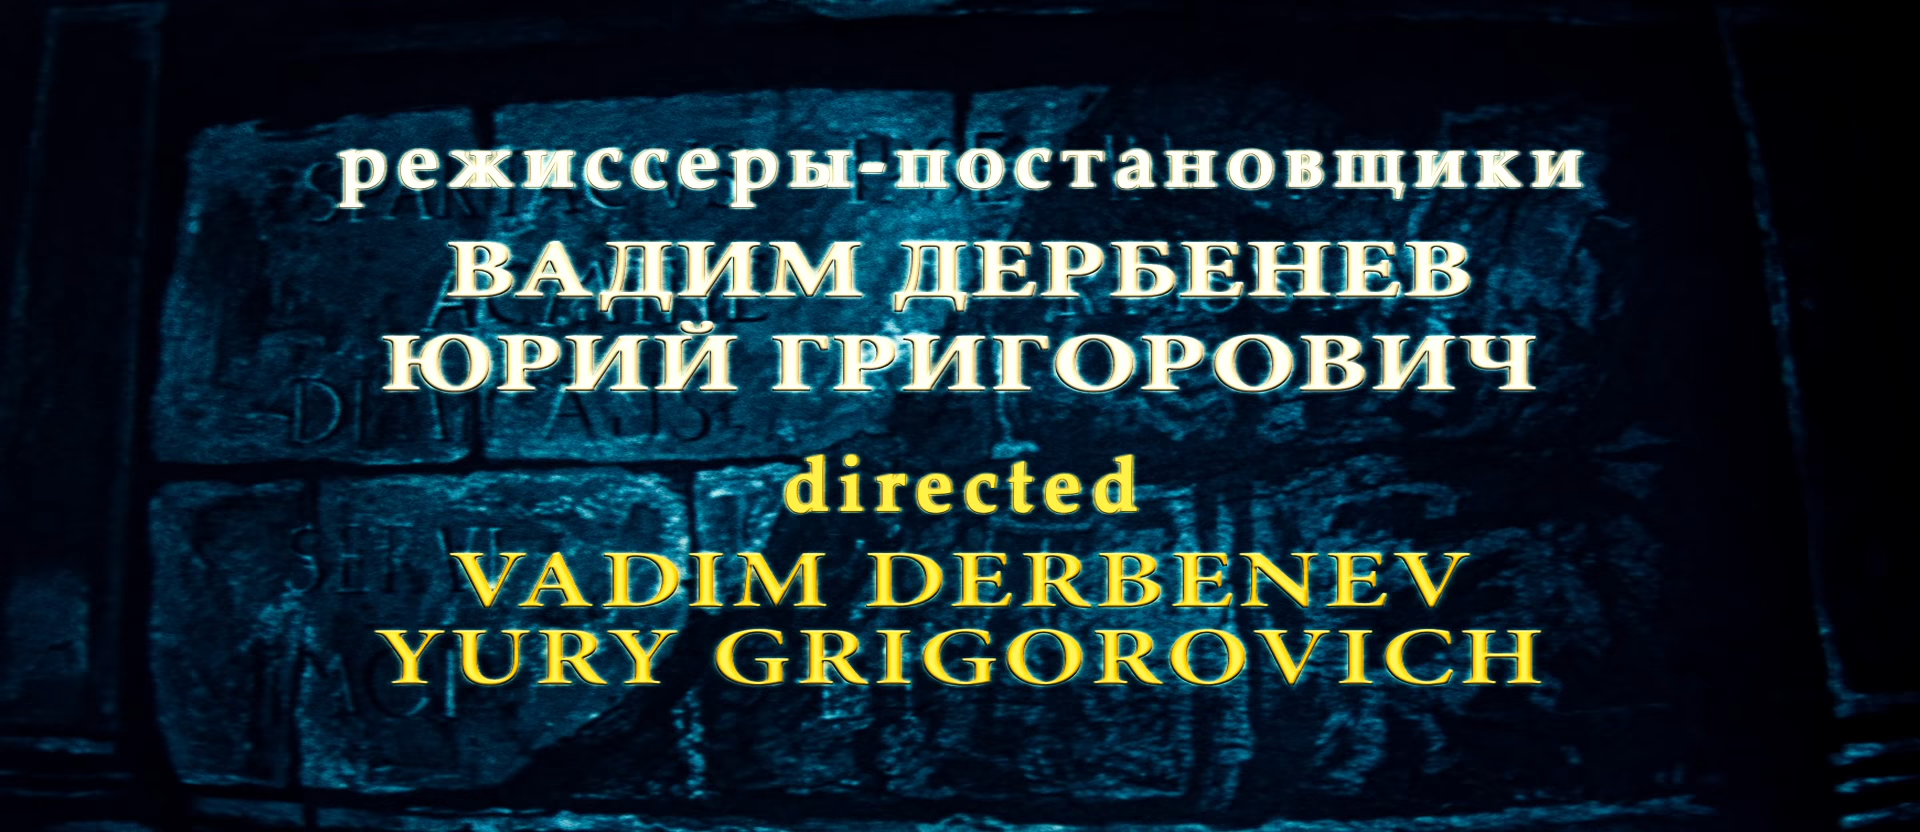 режиссеры-постановщики
ВАДИМ ДЕРБЕНЕВ
ЮРИЙ ГРИГОРОВИЧ
directed
VADIM DERBENEV
YURY GRIGOROVICH